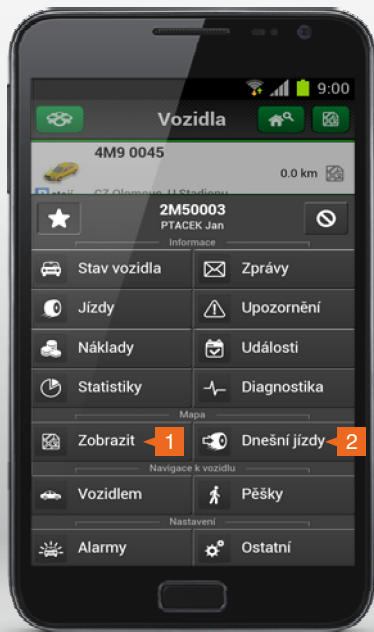 9:00
Vozidla
4M9 0045
0.0 km
CZ Olomouc, U Stadionu
2M50003
PTACEK Jan
Informace
Stav vozidla
Zprávy
Jízdy
Upozornění
Náklady
Události
Statistiky
Diagnostika
Mapa
Zobrazit 1
Dnešní jízdy 2
Navigace k vozidlu
Vozidlem
Pěšky
Nastavení
Alarmy
Ostatní